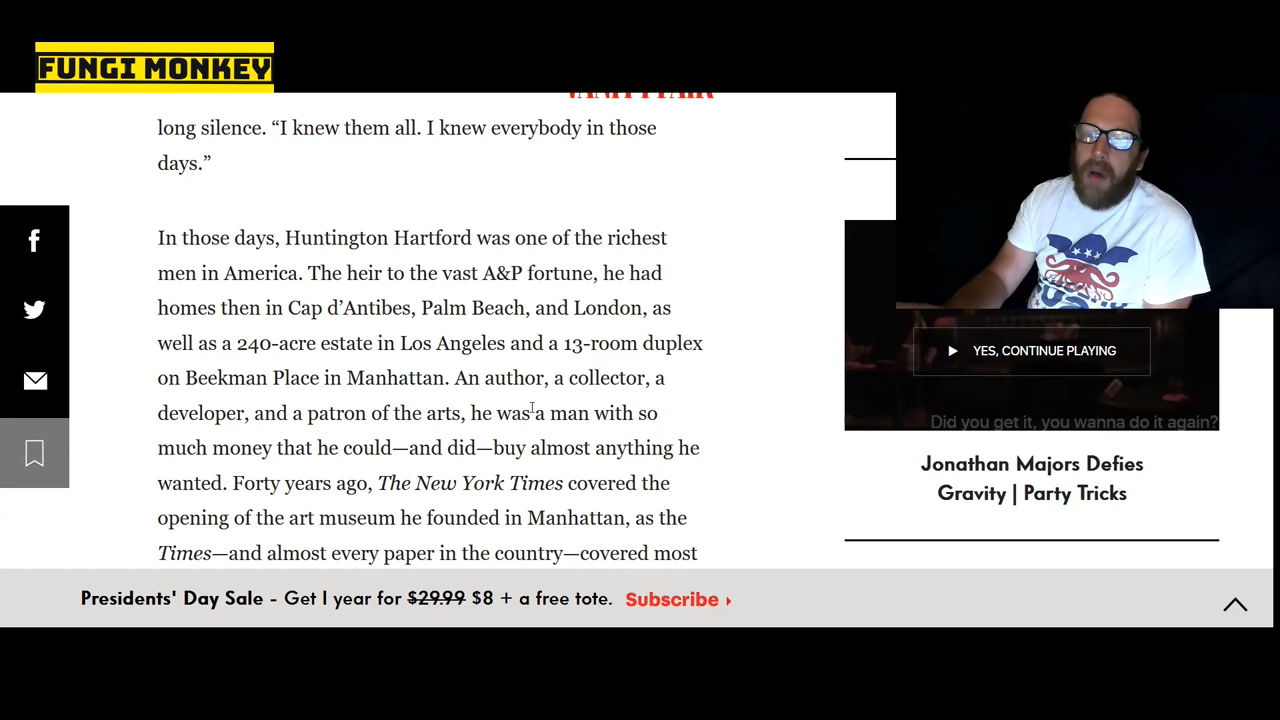 FUNGI MONKEY
VANITY FAIR
long silence. “I knew them all. I knew everybody in those
days.”
In those days, Huntington Hartford was one of the richest
men in America. The heir to the vast A&P fortune, he had
homes then in Cap d’Antibes, Palm Beach, and London, as
well as a 240-acre estate in Los Angeles and a 13-room duplex
on Beekman Place in Manhattan. An author, a collector, a
developer, and a patron of the arts, he was a man with so
much money that he could—and did—buy almost anything he
wanted. Forty years ago, The New York Times covered the
opening of the art museum he founded in Manhattan, as the
Times—and almost every paper in the country—covered most
YES, CONTINUE PLAYING
Did you get it, you wanna do it again?
Jonathan Majors Defies
Gravity | Party Tricks
Presidents' Day Sale - Get 1 year for $29.99 $8 + a free tote. Subscribe